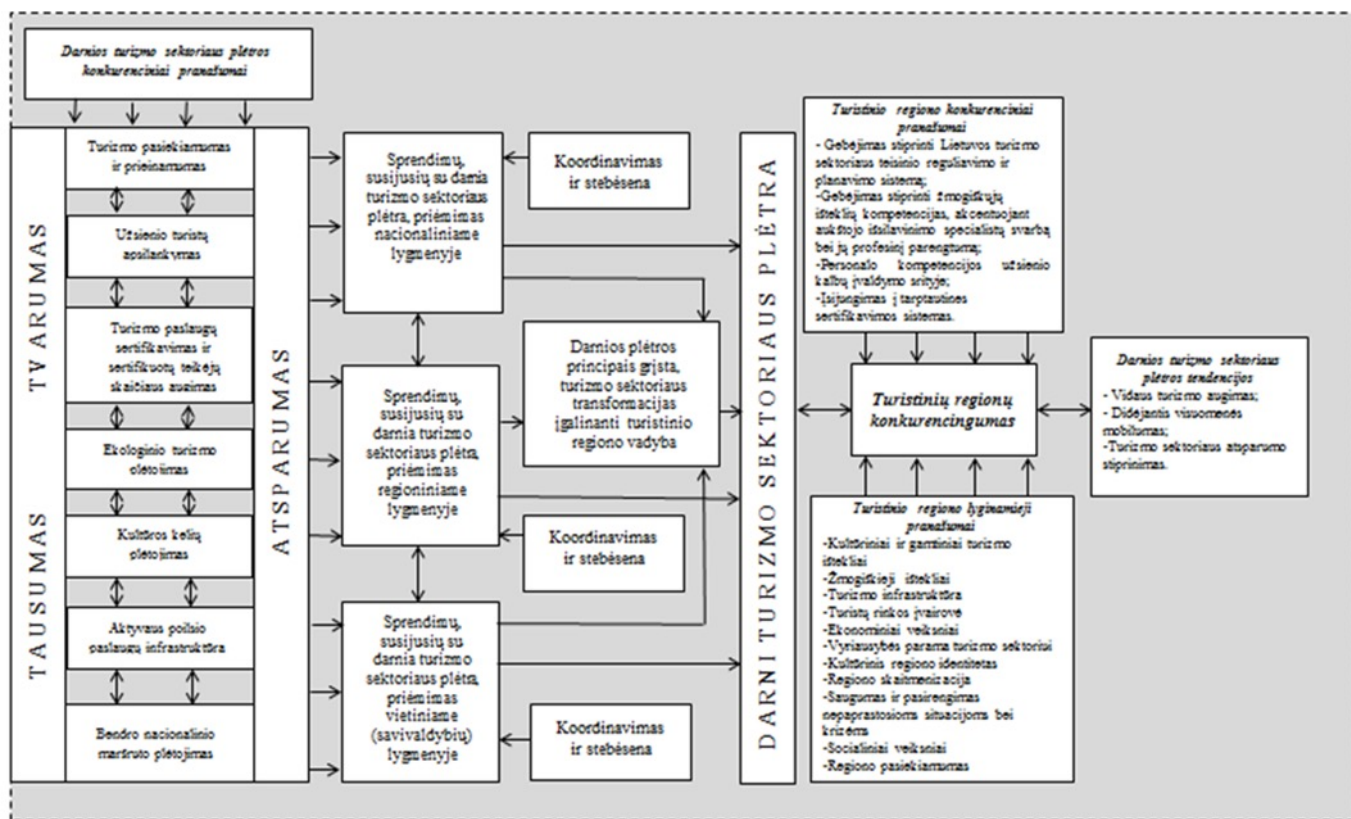 Darnios turizmo sektoriaus plėtros
konkurenciniai pranašumai
TVARUMAS
TAUSUMAS
Turizmo pasiekiamumas
ir prieinamumas
Užsienio turistų
apsilankymas
Turizmo paslaugų
sertifikavimas ir
sertifikuotų teikėjų
skaičiaus augimas
Ekologinio turizmo
plėtojimas
Kultūros kelių
plėtojimas
Aktyvaus poilsio
paslaugų infrastruktūra
Bendro nacionalinio
maršruto plėtojimas
ATSPARUMAS
Sprendimų,
susijusių su darnia
turizmo sektoriaus
plėtra, priėmimas
nacionaliniame
lygmenyje
Koordinavimas
ir stebėsena
Sprendimų,
susijusių su
darnia turizmo
sektoriaus plėtra,
priėmimas
regioniniame
lygmenyje
Darnios plėtros
principais grįsta,
turizmo sektoriaus
transformacijas
įgalinanti turistinio
regiono vadyba
Koordinavimas
ir stebėsena
Sprendimų,
susijusių su
darnia turizmo
sektoriaus plėtra,
priėmimas
vietiniame
(savivaldybių)
lygmenyje
Koordinavimas
ir stebėsena
DARNI TURIZMO SEKTORIAUS PLĖTRA
Turistinio regiono konkurenciniai
pranašumai
- Gebėjimas stiprinti Lietuvos turizmo
sektoriaus teisinio reguliavimo ir
planavimo sistemą;
-Gebėjimas stiprinti žmogiškųjų
išteklių kompetencijas, akcentuojant
aukštojo išsilavinimo specialistų svarbą
bei jų profesinį parengtumą;
-Personalo kompetencijos užsienio
kalbų įvaldymo srityje;
-Įsijungimas į tarptautines
sertifikavimo sistemas.
Turistinių regionų
konkurencingumas
Turistinio regiono lyginamieji
pranašumai
-Kultūriniai ir gamtiniai turizmo
ištekliai
-Žmogiškieji ištekliai
-Turizmo infrastruktūra
-Turistų rinkos įvairovė
-Ekonominiai veiksniai
-Vyriausybės parama turizmo sektoriui
-Kultūrinis regiono identitetas
-Regiono skaitmenizacija
-Saugumas ir pasirengimas
nepaprastosioms situacijoms bei
krizėms
-Socialiniai veiksniai
-Regiono pasiekiamumas
Darnios turizmo sektoriaus
plėtros tendencijos
- Vidaus turizmo augimas;
- Didėjantis visuomenės
mobilumas;
-Turizmo sektoriaus atsparumo
stiprinimas.